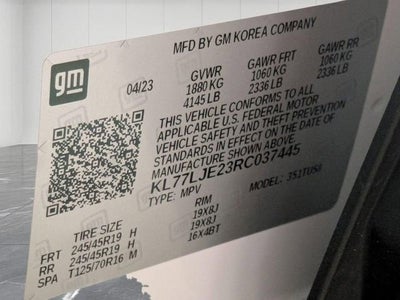 gm
MFD BY GM KOREA COMPANY
04/23 GVWR GAWR FRT GAWR RR
1880 KG 1060 KG 1060 KG
4145 LB 2336 LB 2336 LB
THIS VEHICLE CONFORMS TO ALL
APPLICABLE U.S. FEDERAL MOTOR
VEHICLE SAFETY AND THEFT PREVENTION
STANDARDS IN EFFECT ON THE DATE OF
MANUFACTURE SHOWN ABOVE.
KL77LJE23RC037445
TYPE: MPV MODEL: 3S1TU58
TIRE SIZE RIM
FRT 245/45R19 H 19X8J
RR 245/45R19 H 19X8J
SPA T125/70R16 M 16X4BT